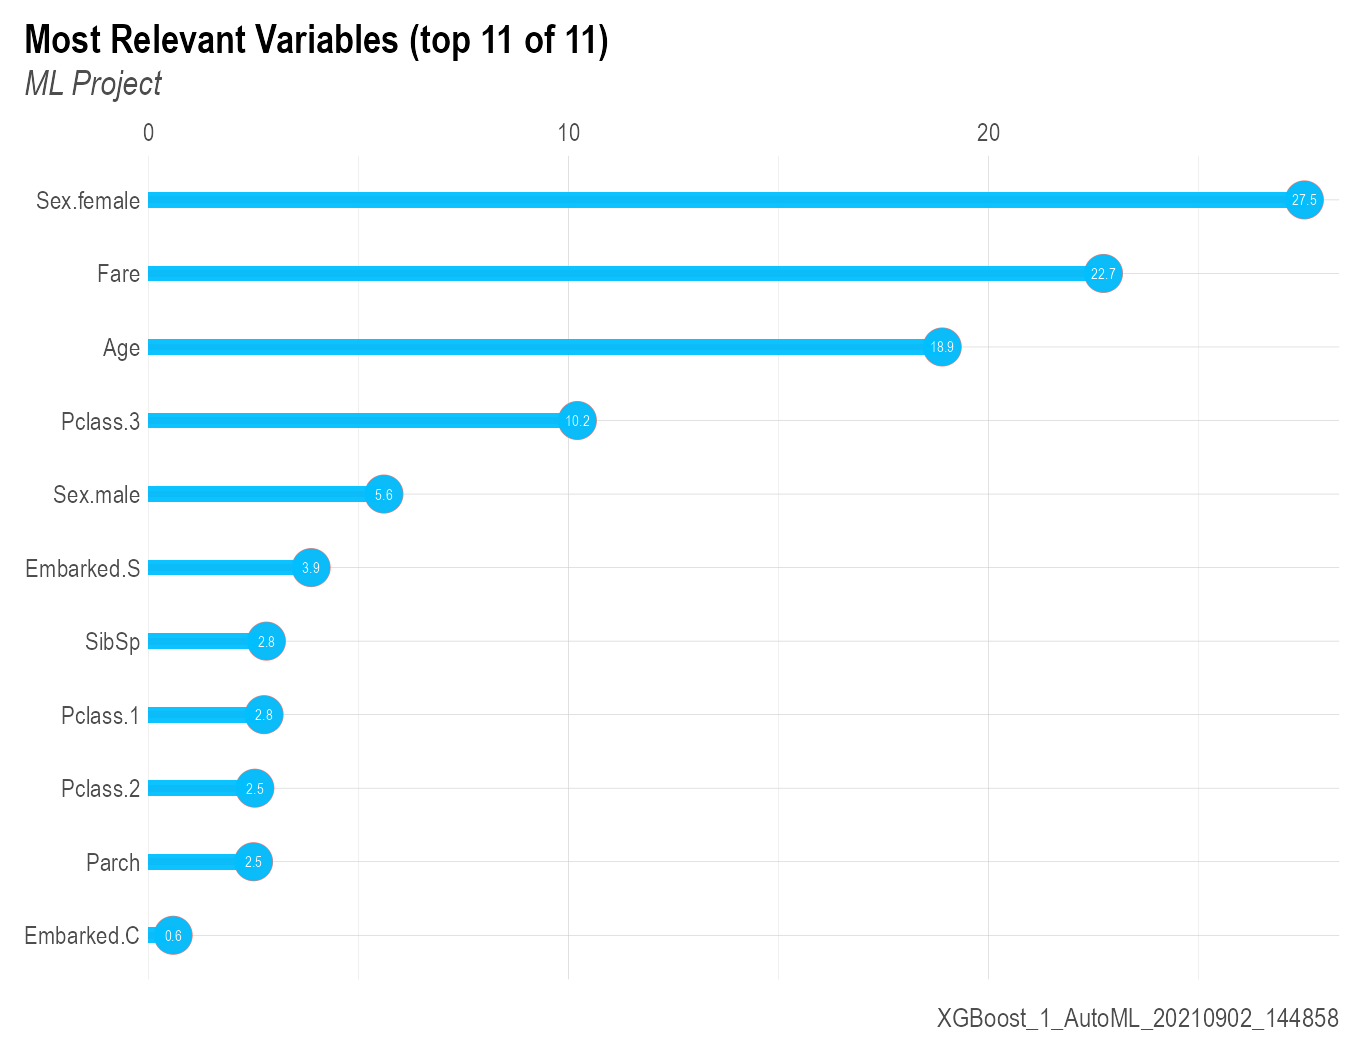 Most Relevant Variables (top 11 of 11)
ML Project
0 10 20
Sex.female 27.5
Fare 22.7
Age 18.9
Pclass.3 10.2
Sex.male 5.6
Embarked.S 3.9
SibSp 2.8
Pclass.1 2.8
Pclass.2 2.5
Parch 2.5
Embarked.C 0.6
XGBoost_1_AutoML_20210902_144858